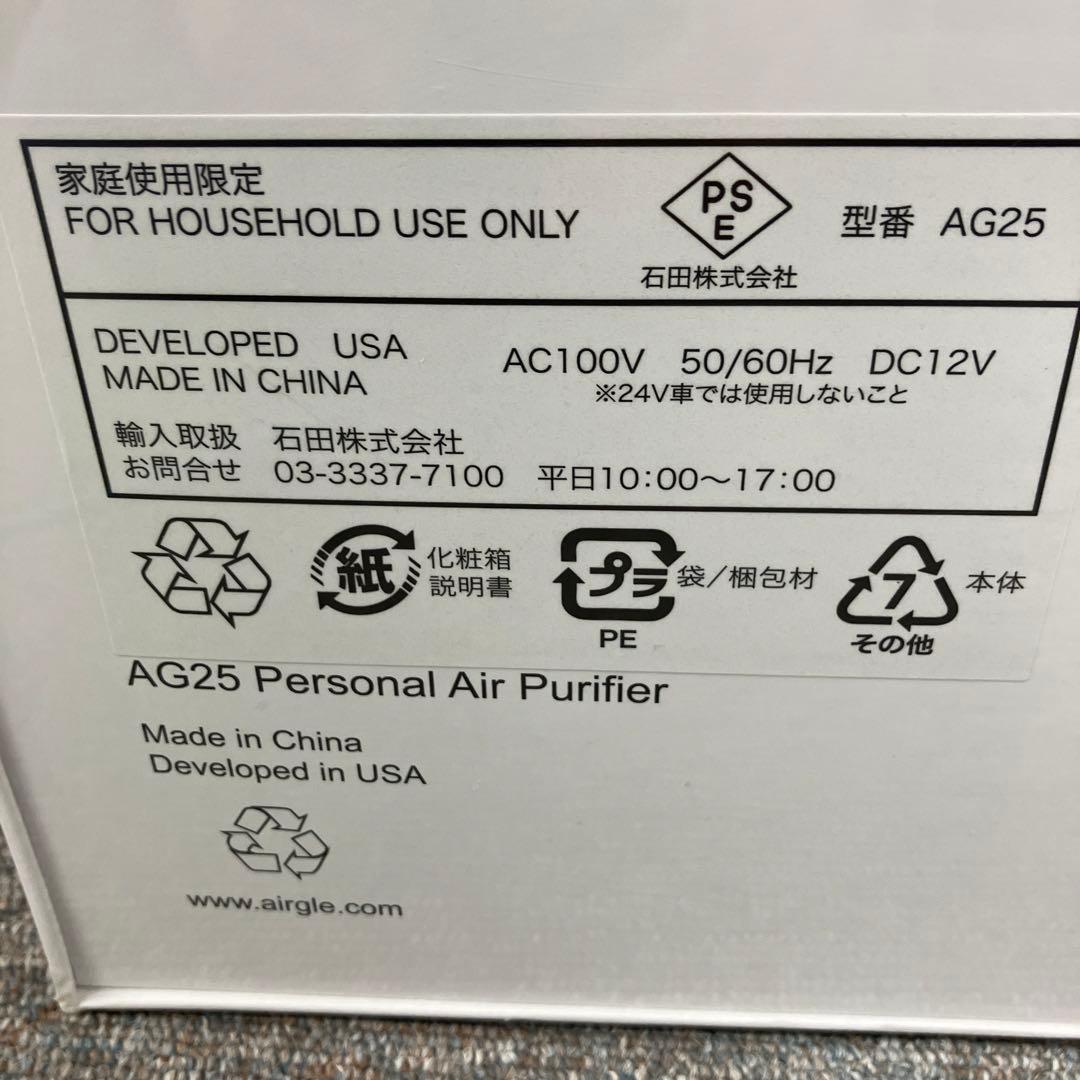 家庭使用限定
FOR HOUSEHOLD USE ONLY
PS
E
石田株式会社
型番 AG25
DEVELOPED USA
MADE IN CHINA
AC100V 50/60Hz DC12V
※24V車では使用しないこと
輸入取扱 石田株式会社
お問合せ 03-3337-7100 平日10:00～17:00
紙
化粧箱
説明書
プラ
袋/梱包材
PE
7
本体
その他
AG25 Personal Air Purifier
Made in China
Developed in USA
www.airgle.com